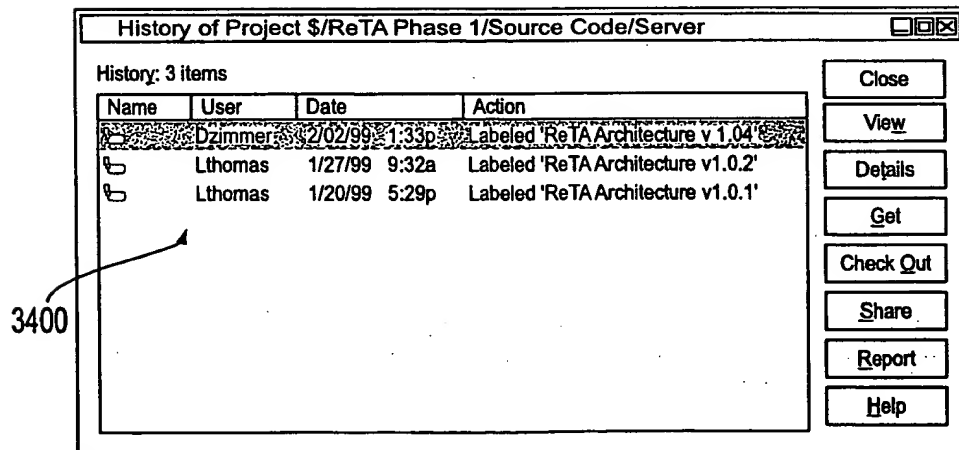 History of Project $/ReTA Phase 1/Source Code/Server
History: 3 items
Name User Date Action
Dzimmer 2/02/99 1:33p Labeled 'ReTA Architecture v 1.04'
Lthomas 1/27/99 9:32a Labeled 'ReTA Architecture v1.0.2'
Lthomas 1/20/99 5:29p Labeled 'ReTA Architecture v1.0.1'
Close
View
Details
Get
Check Out
Share
Report
Help
3400